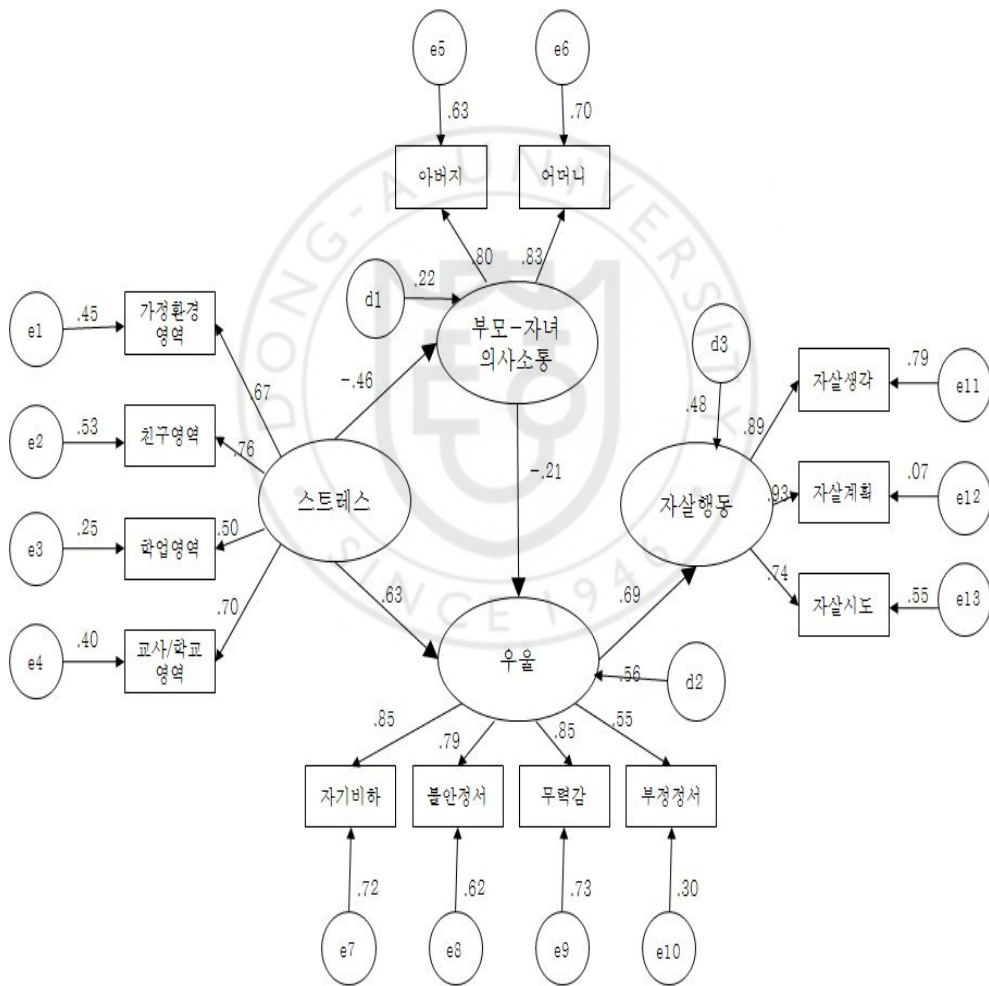 e5
e6
.63
.70
아버지
어머니
.80
.83
d1
.22
부모-자녀
의사소통
e1
.45
가정환경
영역
.67
-.46
d3
.48
자살생각
.79
e11
.89
e2
.53
친구영역
.76
스트레스
-.21
자살행동
.93
자살계획
.07
e12
e3
.25
학업영역
.50
.74
자살시도
.55
e13
e4
.40
교사/학교
영역
.70
.63
.69
우울
.56
d2
.85
.79
.85
.55
자기비하
불안정서
무력감
부정정서
.72
.62
.73
.30
e7
e8
e9
e10
DONG-A UNIVERSITY
SINCE 1946